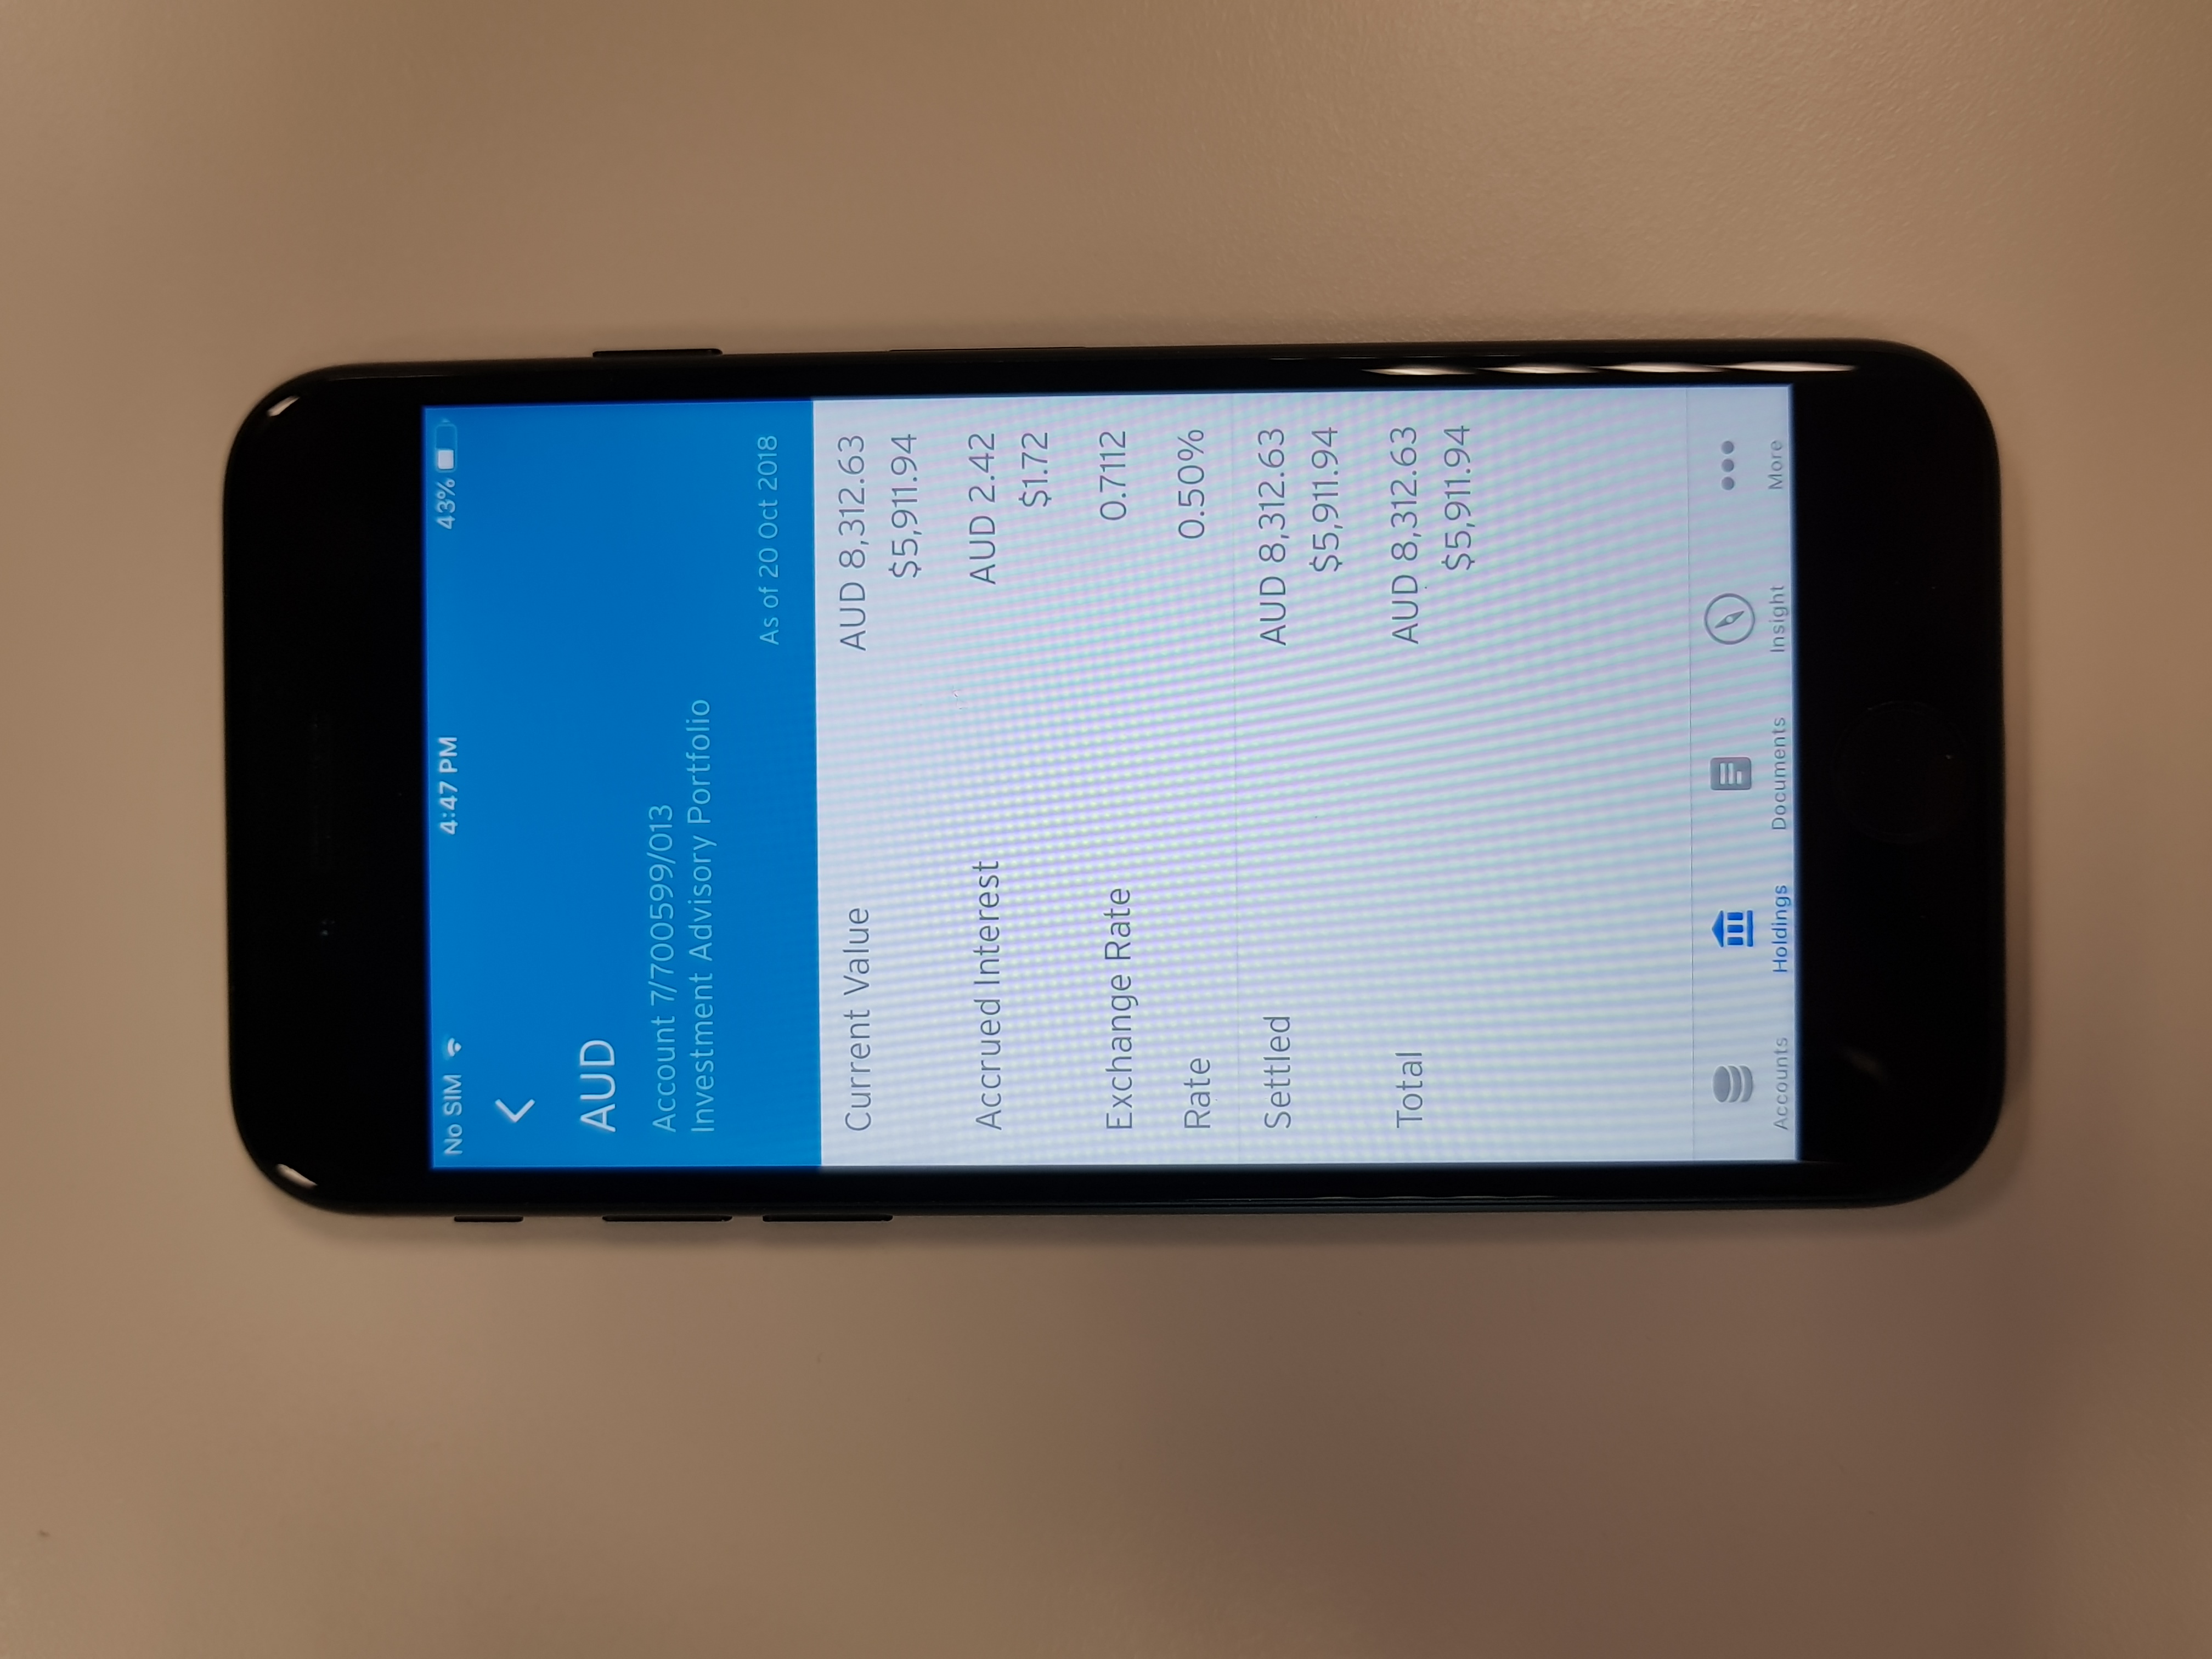 No SIM 4:47 PM 43%
AUD
Account 7/700599/013
Investment Advisory Portfolio
As of 20 Oct 2018
Current Value AUD 8,312.63
$5,911.94
Accrued Interest AUD 2.42
$1.72
Exchange Rate 0.7112
Rate 0.50%
Settled AUD 8,312.63
$5,911.94
Total AUD 8,312.63
$5,911.94
Accounts Holdings Documents Insight More